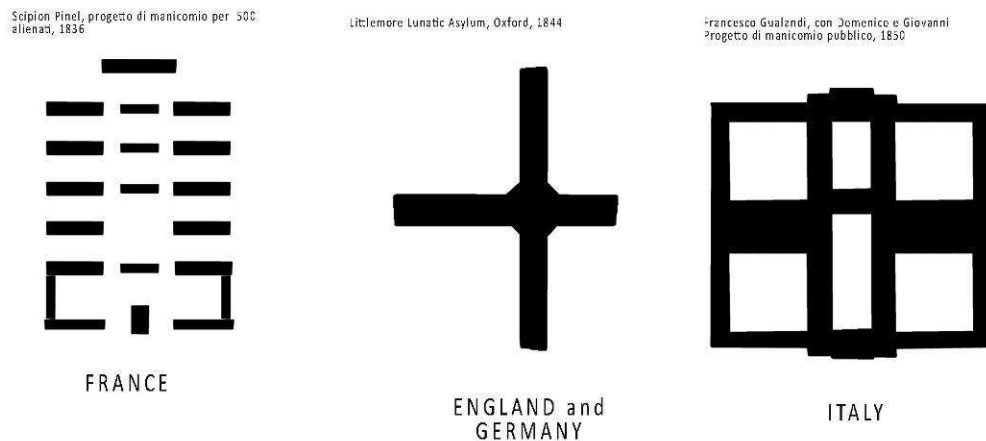 Scipion Pinel, progetto di manicomio per 500
alienati, 1836
Littlemore Lunatic Asylum, Oxford, 1844
Francesco Gualandi, con Domenico e Giovanni
Progetto di manicomio pubblico, 1850
FRANCE
ENGLAND and
GERMANY
ITALY